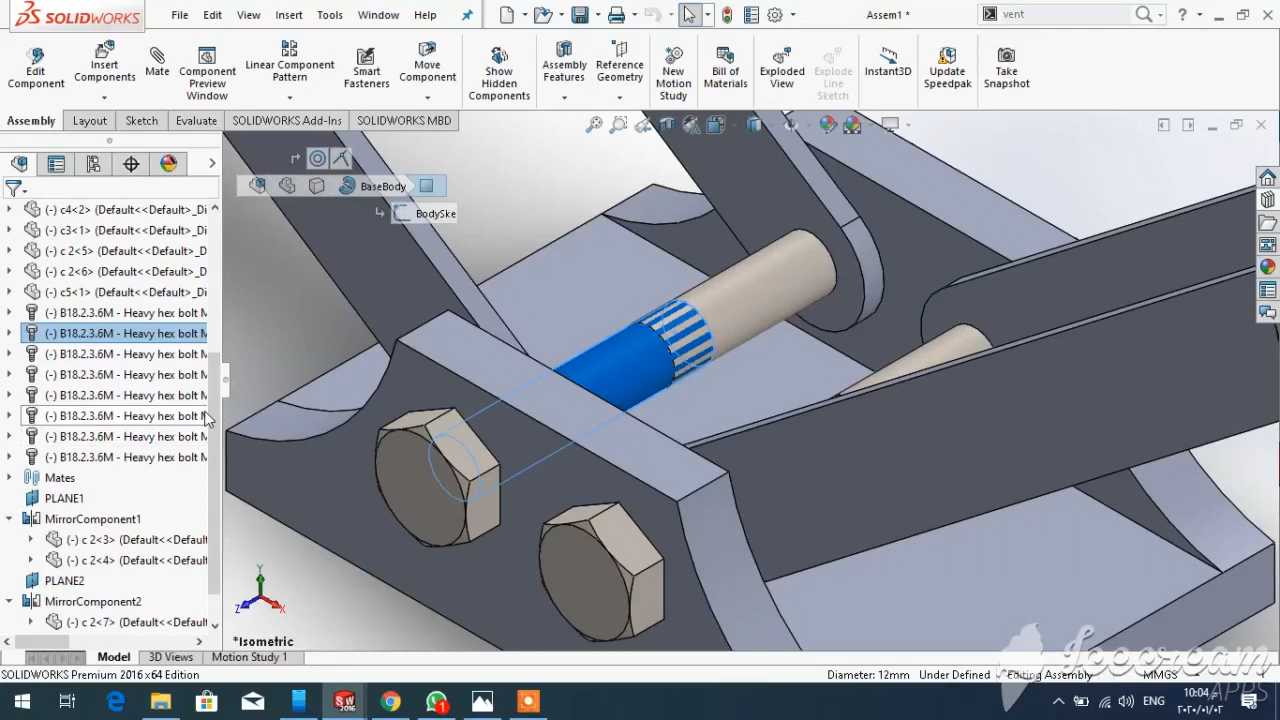 SOLIDWORKS
File Edit View Insert Tools Window Help
Assem1 *
vent
Edit Component
Insert Components
Mate
Component Preview Window
Linear Component Pattern
Smart Fasteners
Move Component
Show Hidden Components
Assembly Features
Reference Geometry
New Motion Study
Bill of Materials
Exploded View
Explode Line Sketch
Instant3D
Update Speedpak
Take Snapshot
Assembly Layout Sketch Evaluate SOLIDWORKS Add-Ins SOLIDWORKS MBD
BaseBody
BodySke
(-) c4<2> (Default<<Default>_Di
(-) c3<1> (Default<<Default>_Di
(-) c 2<5> (Default<<Default>_D
(-) c 2<6> (Default<<Default>_D
(-) c5<1> (Default<<Default>_Di
(-) B18.2.3.6M - Heavy hex bolt M
(-) B18.2.3.6M - Heavy hex bolt M
(-) B18.2.3.6M - Heavy hex bolt M
(-) B18.2.3.6M - Heavy hex bolt M
(-) B18.2.3.6M - Heavy hex bolt M
(-) B18.2.3.6M - Heavy hex bolt M
(-) B18.2.3.6M - Heavy hex bolt M
(-) B18.2.3.6M - Heavy hex bolt M
Mates
PLANE1
MirrorComponent1
(-) c 2<3> (Default<<Default
(-) c 2<4> (Default<<Default
PLANE2
MirrorComponent2
(-) c 2<7> (Default<<Default
Y
Z
X
*Isometric
Model 3D Views Motion Study 1
SOLIDWORKS Premium 2016 x64 Edition
Diameter: 12mm Under Defined Editing Assembly MMGS
SW 2016
1
ENG
10:04
٢٠٢٠/٠١/٠٢
Icecream
APPS